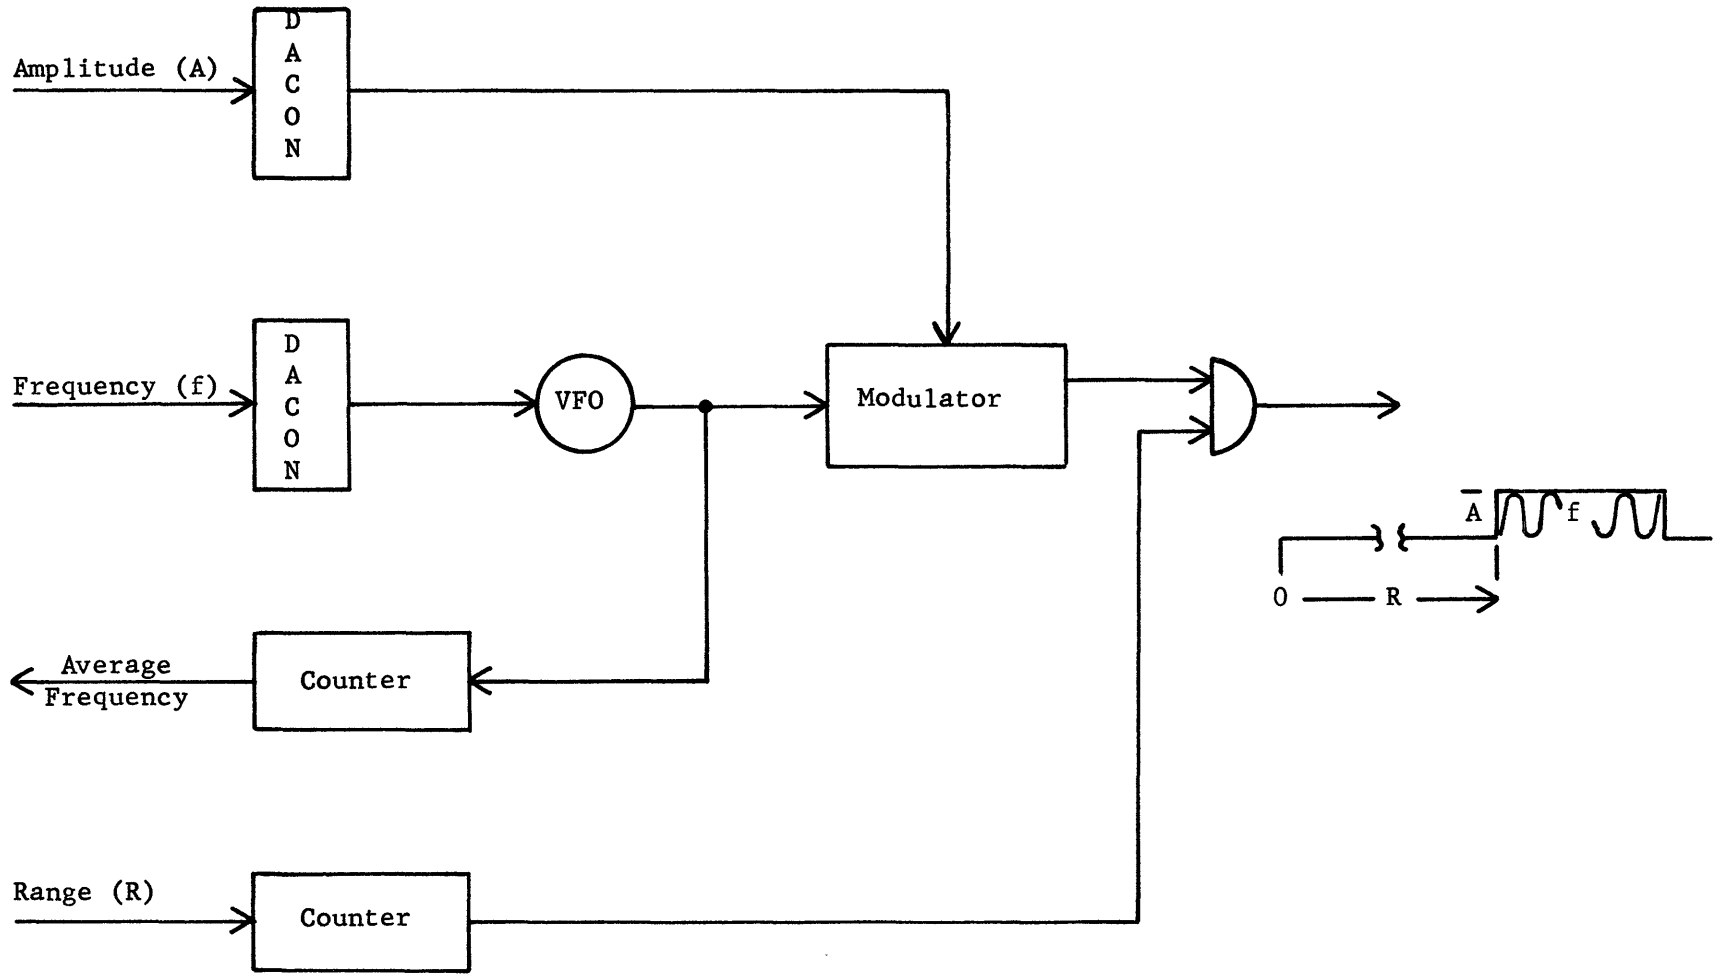 Amplitude (A)
D
A
C
O
N
Frequency (f)
D
A
C
O
N
VFO
Modulator
A
f
0
R
Average
Frequency
Counter
Range (R)
Counter